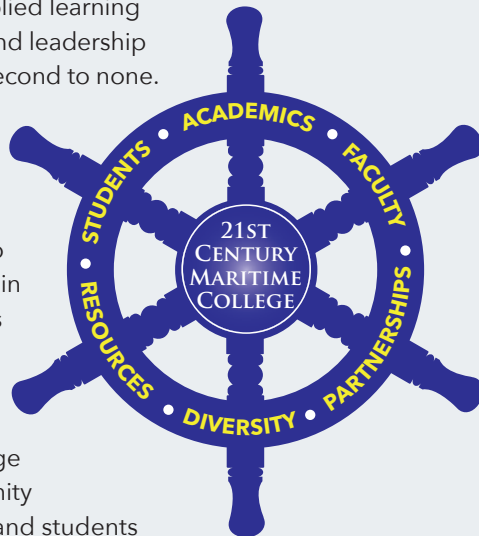 plied learning
nd leadership
econd to none.
o
in
s
ge
nity
and students
ACADEMICS
FACULTY
PARTNERSHIPS
DIVERSITY
RESOURCES
STUDENTS
21ST
CENTURY
MARITIME
COLLEGE